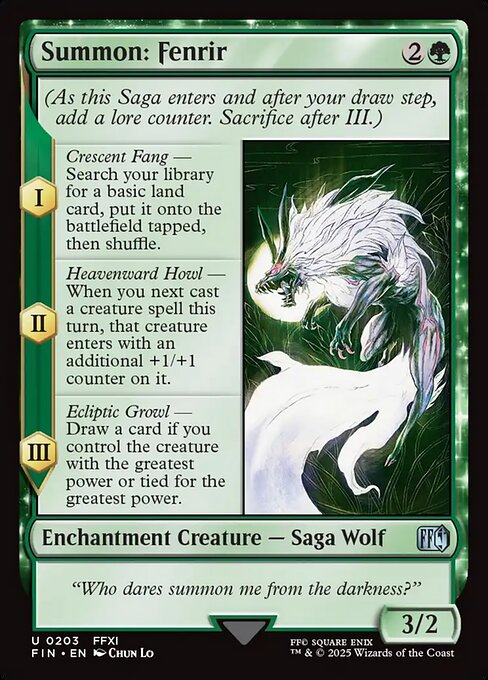 Summon: Fenrir 2
(As this Saga enters and after your draw step,
add a lore counter. Sacrifice after III.)
I
Crescent Fang —
Search your library
for a basic land
card, put it onto the
battlefield tapped,
then shuffle.
II
Heavenward Howl —
When you next cast
a creature spell this
turn, that creature
enters with an
additional +1/+1
counter on it.
III
Ecliptic Growl —
Draw a card if you
control the creature
with the greatest
power or tied for
the greatest power.
Enchantment Creature — Saga Wolf
"Who dares summon me from the darkness?"
3/2
U 0203 FFXI
FIN • EN Chun Lo
FF© SQUARE ENIX
™ & © 2025 Wizards of the Coast